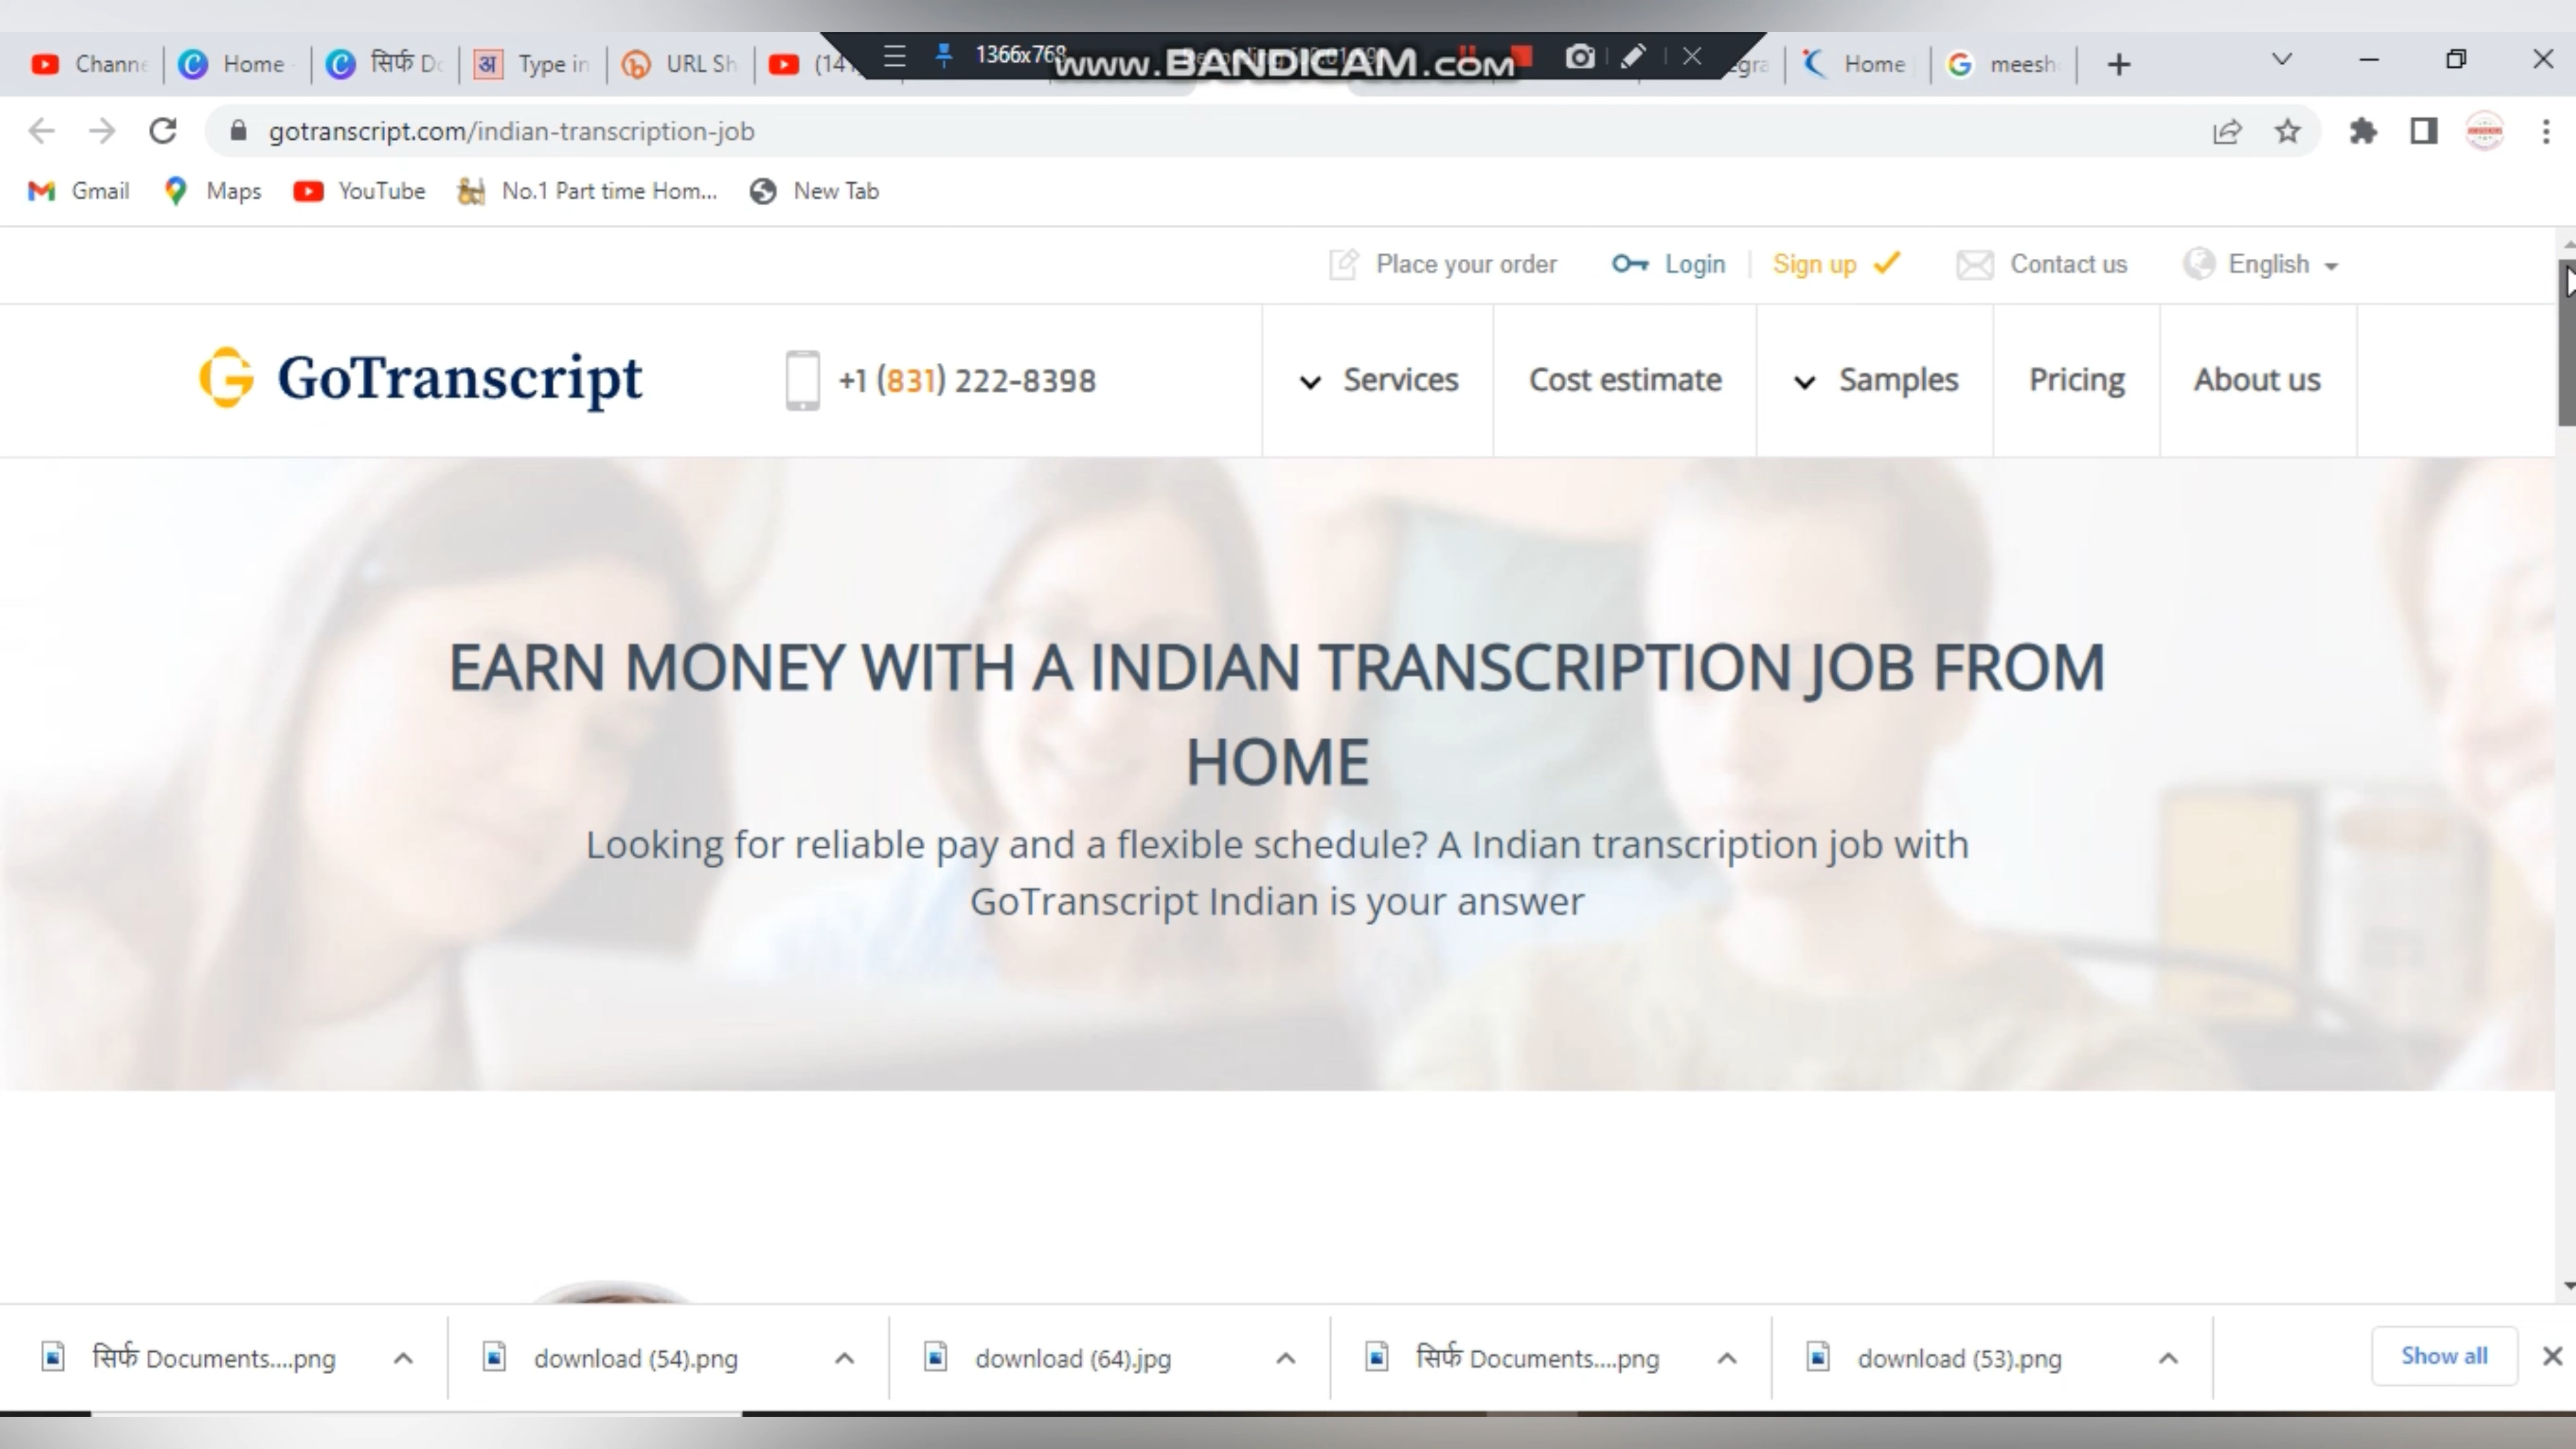 Channe
Home
सिर्फ Do
अ
Type in
URL Sh
(141
1366x768
www.BANDICAM.com
egra
Home
meesh
gotranscript.com/indian-transcription-job
Gmail
Maps
YouTube
No.1 Part time Hom...
New Tab
Place your order
Login
Sign up
Contact us
English
GoTranscript
+1 (831) 222-8398
Services
Cost estimate
Samples
Pricing
About us
EARN MONEY WITH A INDIAN TRANSCRIPTION JOB FROM
HOME
Looking for reliable pay and a flexible schedule? A Indian transcription job with
GoTranscript Indian is your answer
सिर्फ Documents....png
download (54).png
download (64).jpg
सिर्फ Documents....png
download (53).png
Show all